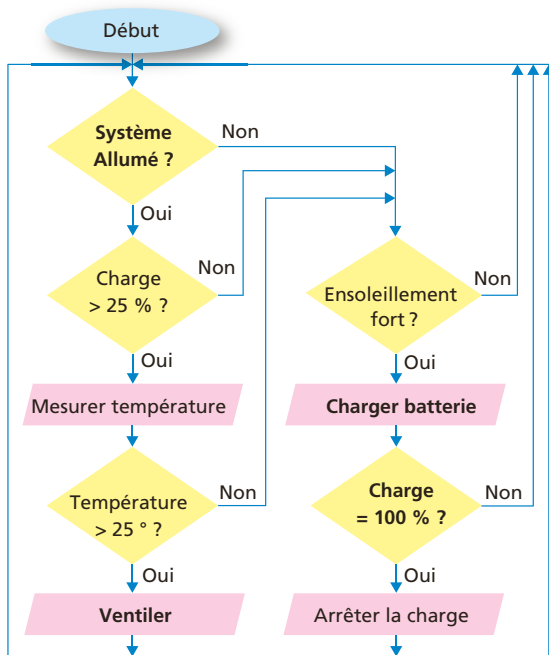 Début
Système
Allumé ?
Non
Oui
Charge
> 25 % ?
Non
Oui
Mesurer température
Température
> 25 ° ?
Non
Oui
Ventiler
Ensoleillement
fort ?
Non
Oui
Charger batterie
Charge
= 100 % ?
Non
Oui
Arrêter la charge